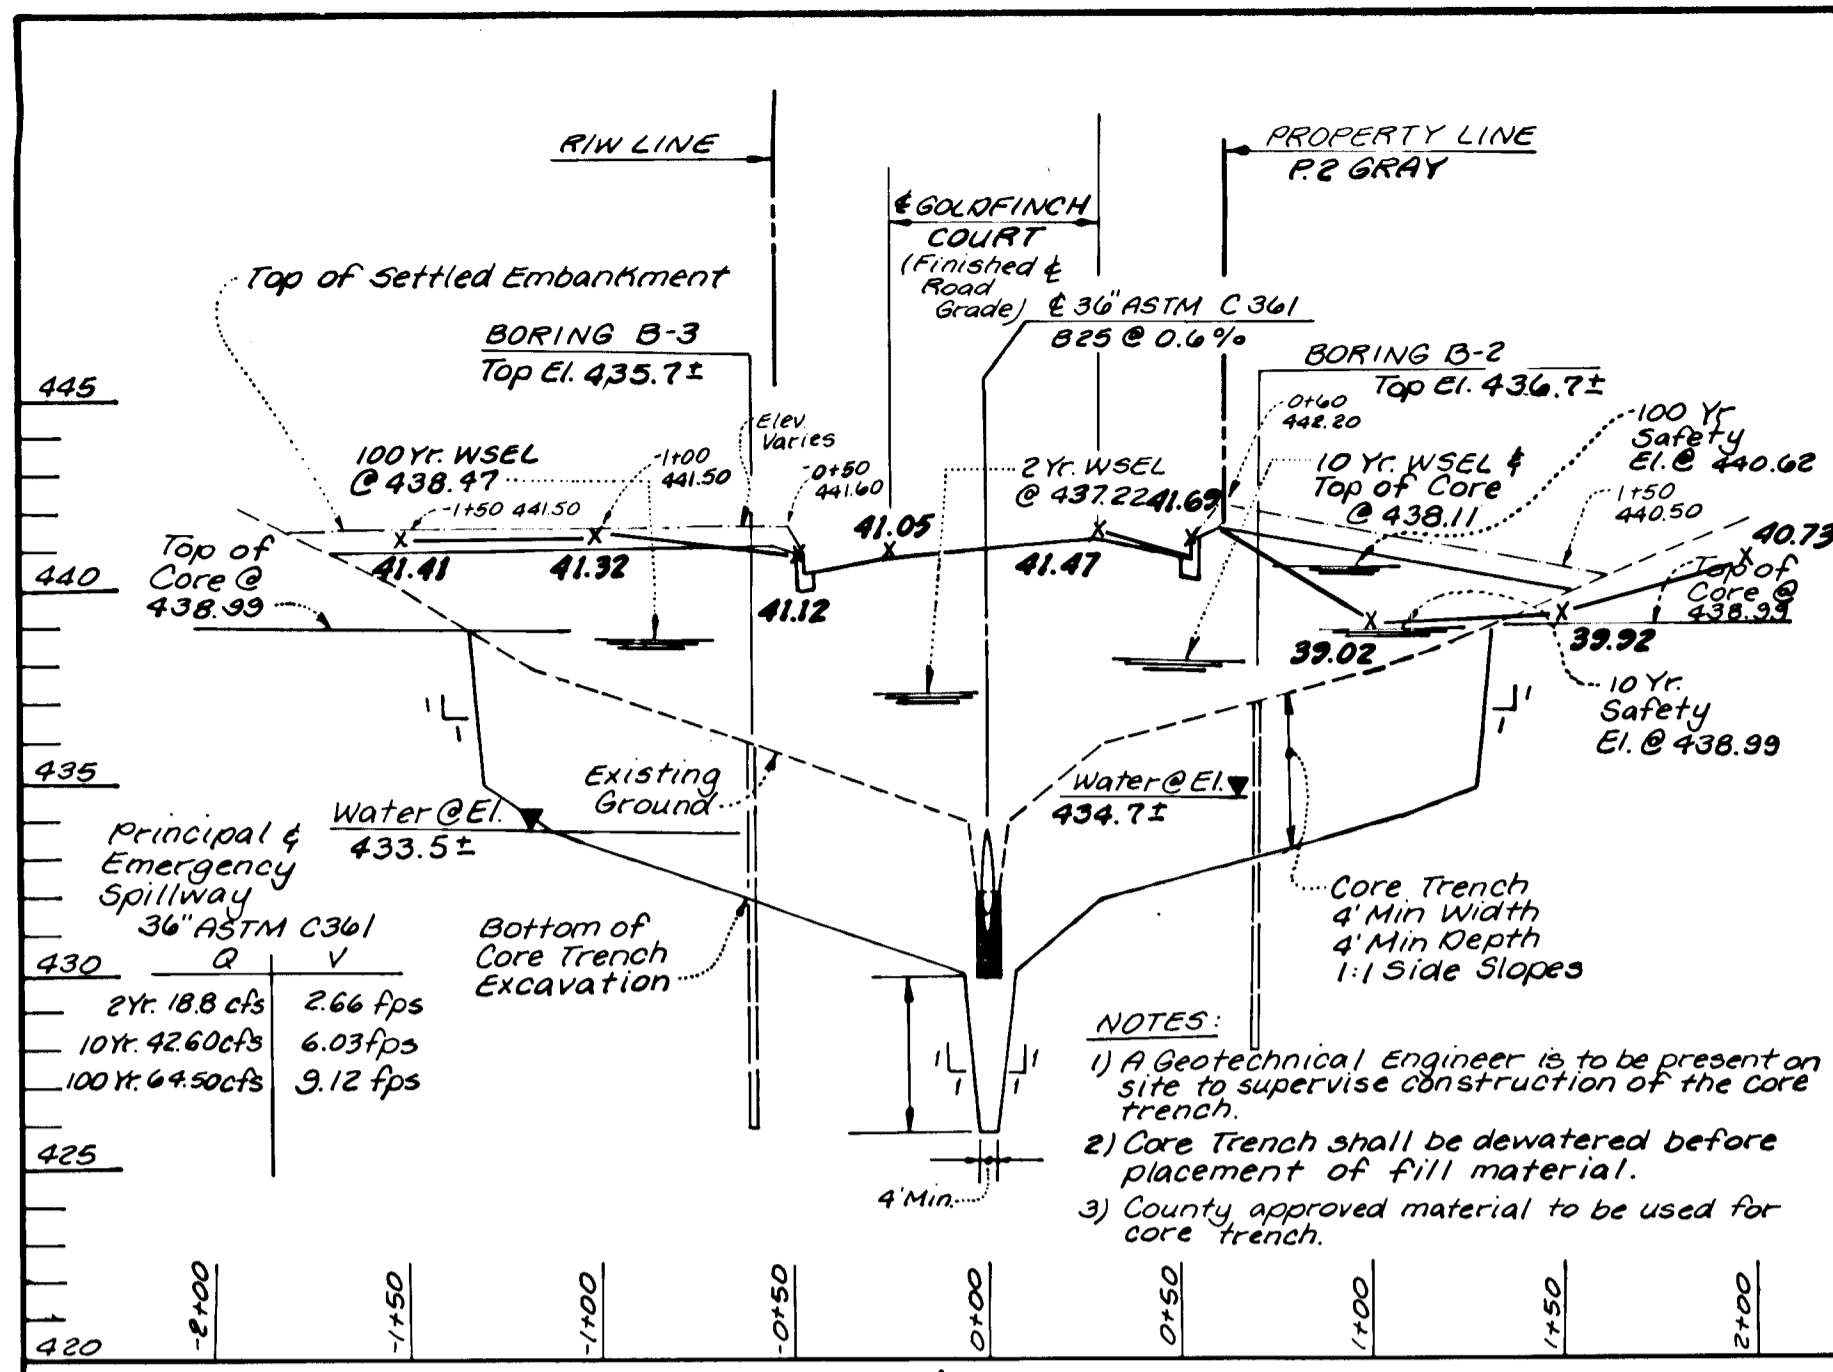 R/W LINE
PROPERTY LINE
P.2 GRAY
℄ GOLDFINCH
COURT
(Finished ℄
Road
Grade)
Top of Settled Embankment
℄ 36" ASTM C 361
B25 @ 0.6%
BORING B-3
Top El. 435.7±
BORING B-2
Top El. 436.7±
445
440
435
430
425
420
Elev
Varies
0+60
442.20
100 Yr.
Safety
El. @ 440.62
100 Yr. WSEL
@ 438.47
-1+00
441.50
-0+50
441.60
2 Yr. WSEL
@ 437.22
41.69
10 Yr. WSEL &
Top of Core
@ 438.11
1+50
440.50
-1+50 441.50
41.05
40.73
Top of
Core @
438.99
41.41
41.32
41.12
41.47
39.02
39.92
Top of
Core @
438.99
10 Yr.
Safety
El. @ 438.99
1
1
1
1
Existing
Ground
Water @ El.
433.5±
Water @ El.
434.7±
Principal &
Emergency
Spillway
36" ASTM C361
Q V
2Yr. 18.8 cfs 2.66 fps
10Yr. 42.60cfs 6.03fps
100 Yr. 64.50cfs 9.12 fps
Bottom of
Core Trench
Excavation
Core Trench
4' Min Width
4' Min Depth
1:1 Side Slopes
1
1
1
1
4' Min.
NOTES:
1) A Geotechnical Engineer is to be present on
site to supervise construction of the core
trench.
2) Core Trench shall be dewatered before
placement of fill material.
3) County approved material to be used for
core trench.
-2+00
-1+50
-1+00
-0+50
0+00
0+50
1+00
1+50
2+00